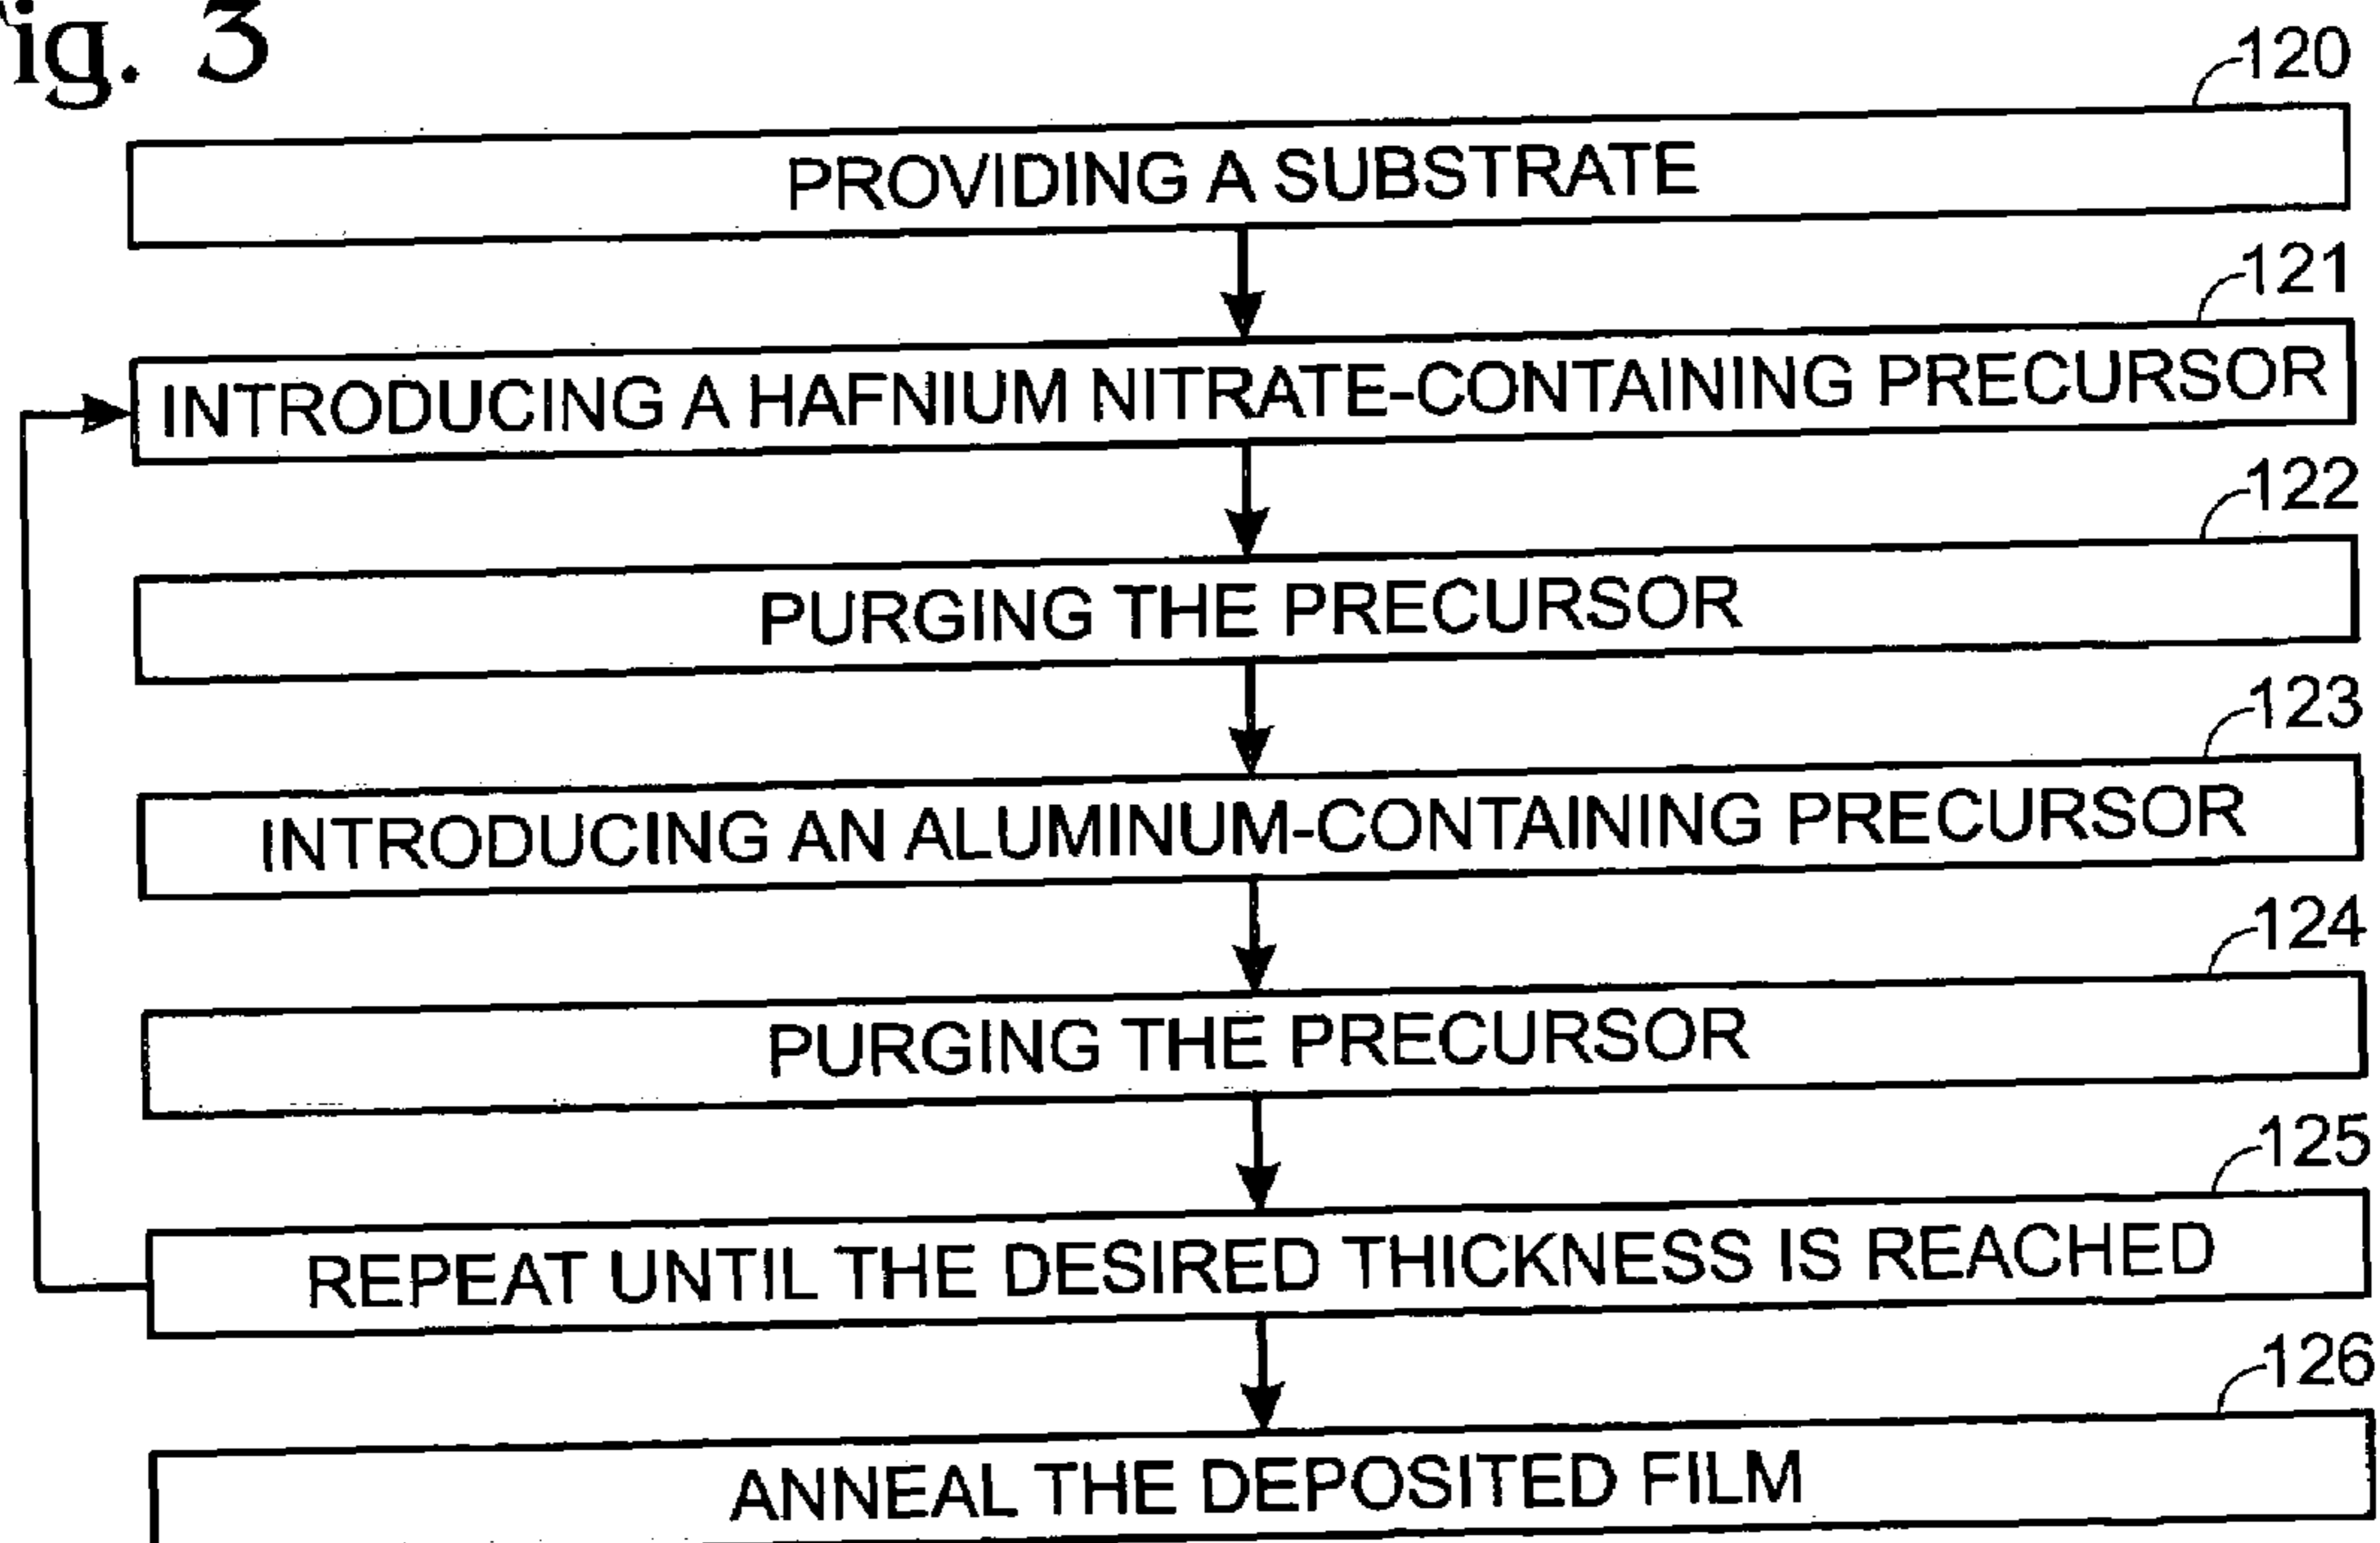 ig. 3
120
PROVIDING A SUBSTRATE
121
INTRODUCING A HAFNIUM NITRATE-CONTAINING PRECURSOR
122
PURGING THE PRECURSOR
123
INTRODUCING AN ALUMINUM-CONTAINING PRECURSOR
124
PURGING THE PRECURSOR
125
REPEAT UNTIL THE DESIRED THICKNESS IS REACHED
126
ANNEAL THE DEPOSITED FILM